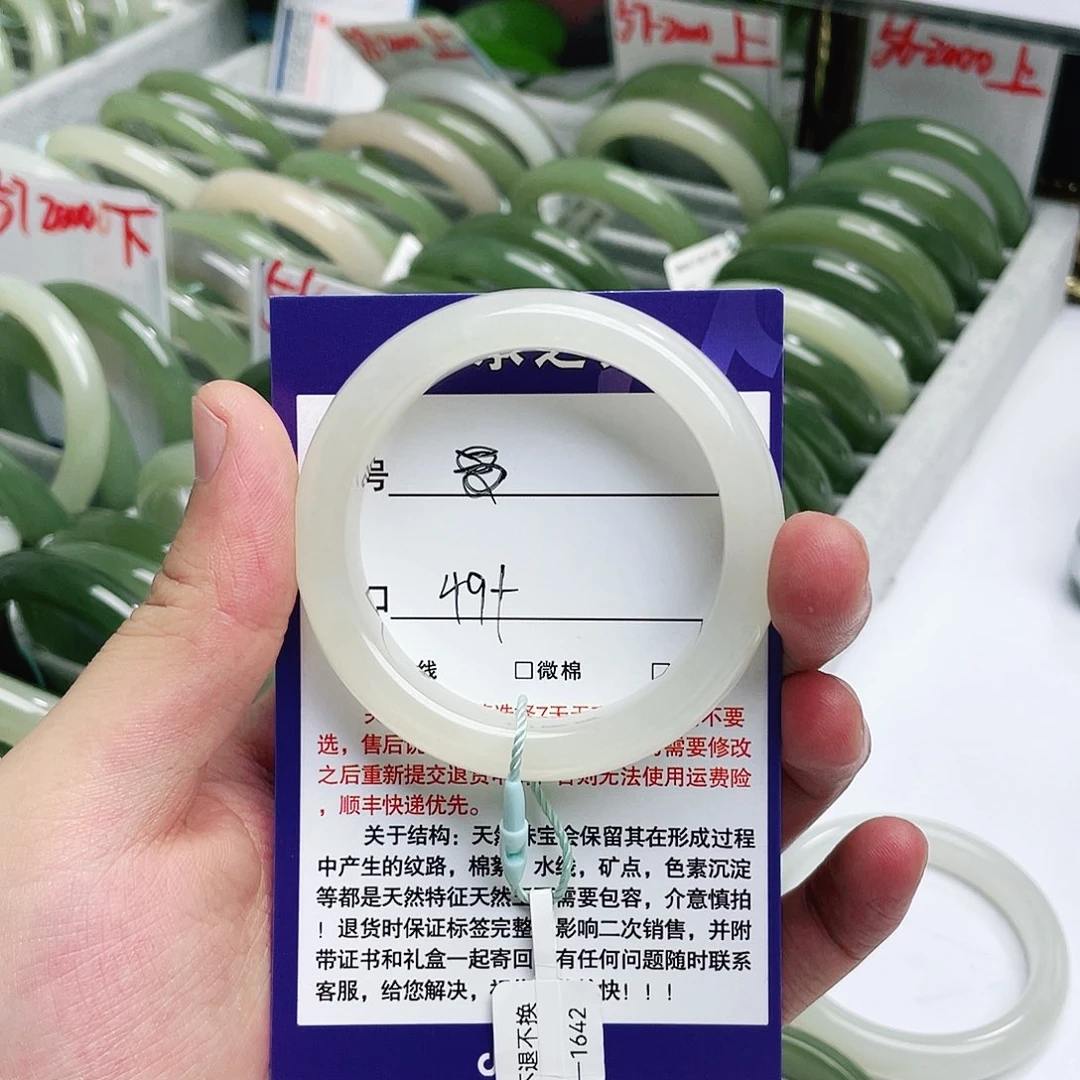 57-2000上
56-2000上
57 2000下
号
49+
线 □微棉 □
不要
选,售后 需要修改
之后重新提交退货 否则无法使用运费险
,顺丰快递优先。
关于结构:天然珠宝会保留其在形成过程
中产生的纹路,棉絮,水线,矿点,色素沉淀
等都是天然特征天然 需要包容,介意慎拍
!退货时保证标签完整 影响二次销售,并附
带证书和礼盒一起寄回 有任何问题随时联系
客服,给您解决, 快!!!
不退不换
-1642